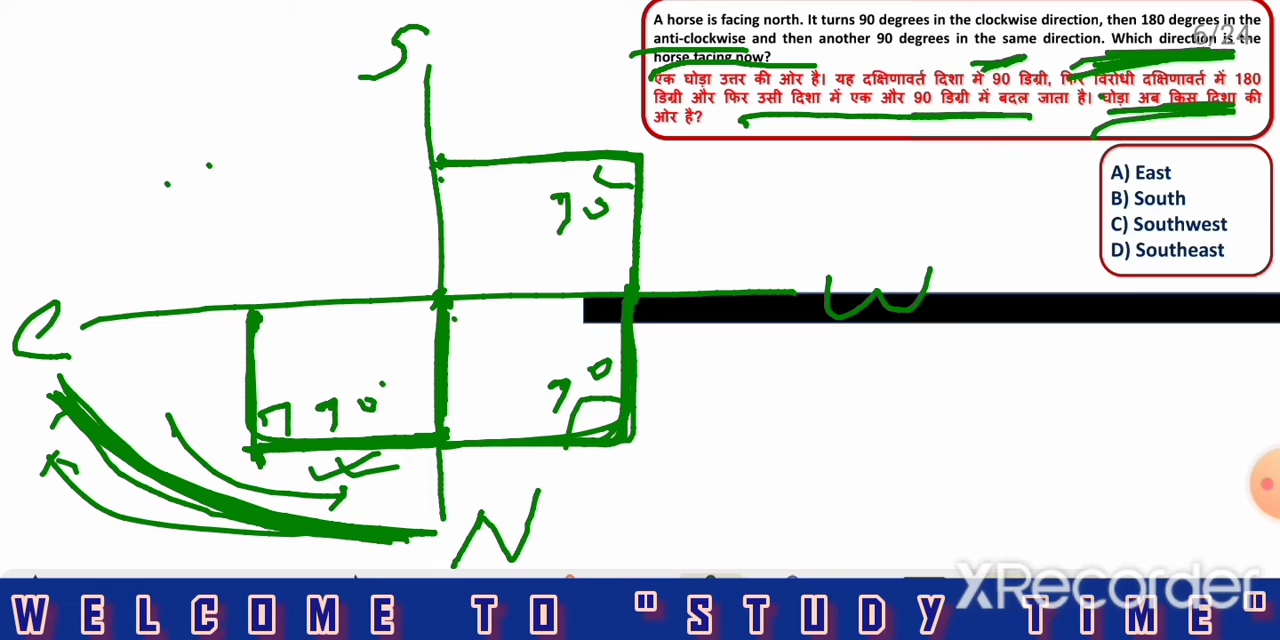 A horse is facing north. It turns 90 degrees in the clockwise direction, then 180 degrees in the
anti-clockwise and then another 90 degrees in the same direction. Which direction is the
horse facing now?
6/24
एक घोड़ा उत्तर की ओर है। यह दक्षिणावर्त दिशा में 90 डिग्री, फिर विरोधी दक्षिणावर्त में 180
डिग्री और फिर उसी दिशा में एक और 90 डिग्री में बदल जाता है। घोड़ा अब किस दिशा की
ओर है?
A) East
B) South
C) Southwest
D) Southeast
S
W
N
XRecorder
WELCOME TO "STUDY TIME"